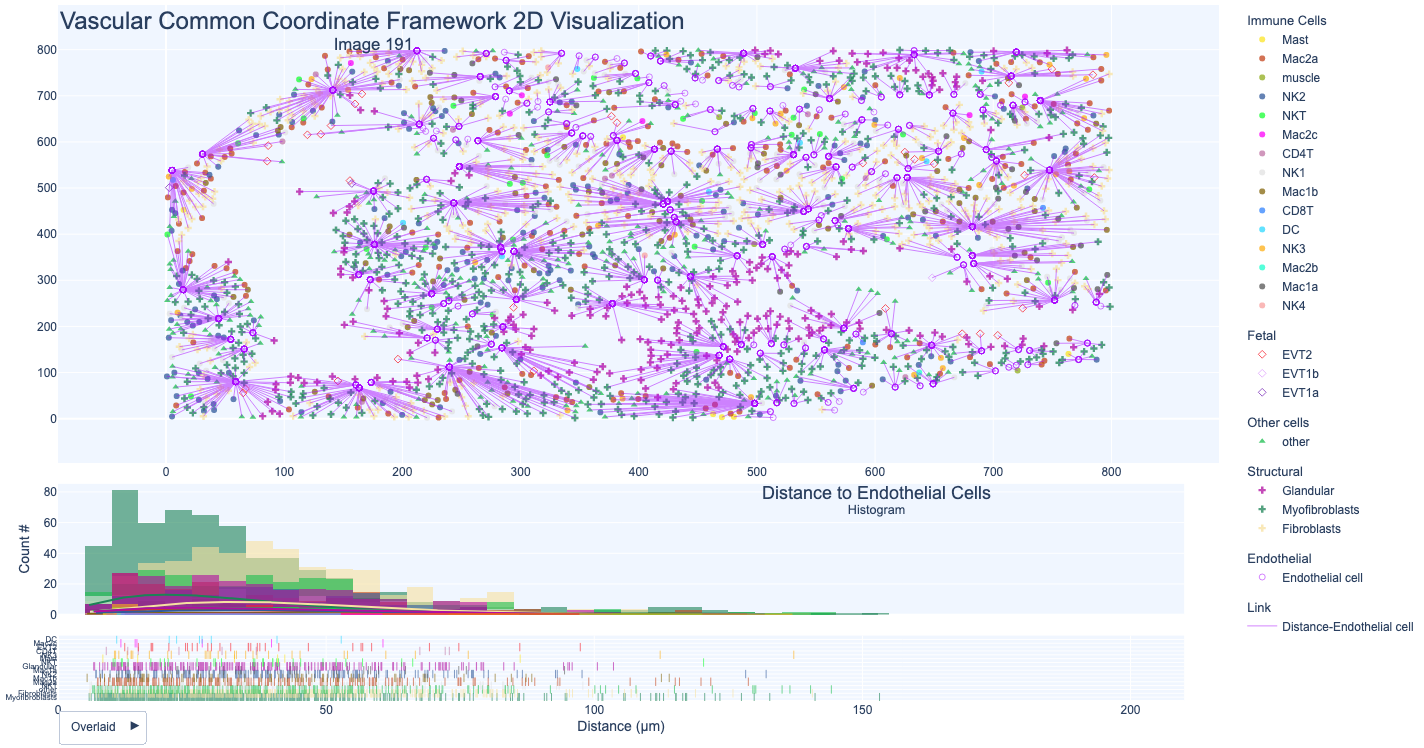 Vascular Common Coordinate Framework 2D Visualization
Image 191
800
700
600
500
400
300
200
100
0
0 100 200 300 400 500 600 700 800
Immune Cells
Mast
Mac2a
muscle
NK2
NKT
Mac2c
CD4T
NK1
Mac1b
CD8T
DC
NK3
Mac2b
Mac1a
NK4
Fetal
EVT2
EVT1b
EVT1a
Other cells
other
Structural
Glandular
Myofibroblasts
Fibroblasts
Endothelial
Endothelial cell
Link
Distance-Endothelial cell
Distance to Endothelial Cells
Histogram
Count #
80
60
40
20
0
DC
Glandular
Fibroblasts
Myofibroblasts
0 50 100 150 200
Distance (μm)
Overlaid